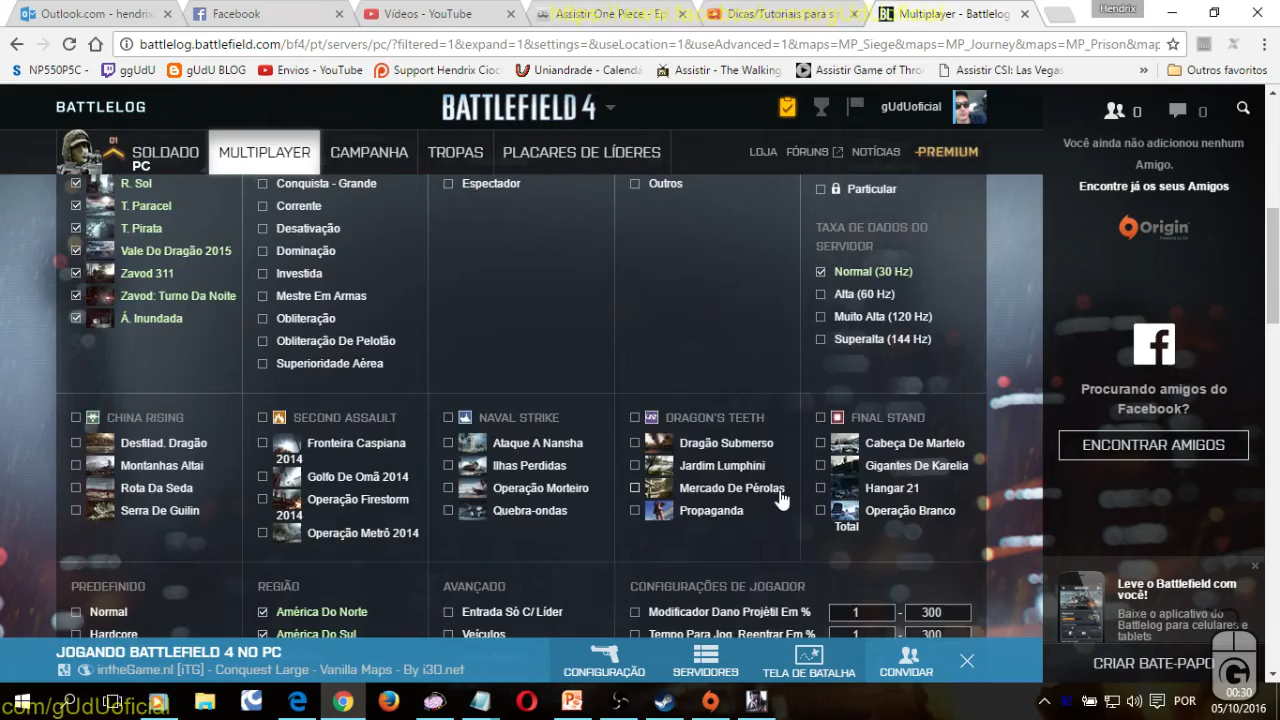 Outlook.com - hendrix
Facebook
Vídeos - YouTube
Assistir One Piece - Ep
Dicas/Tutoriais para s
Multiplayer - Battlelog
Hendrix
battlelog.battlefield.com/bf4/pt/servers/pc/?filtered=1&expand=1&settings=&useLocation=1&useAdvanced=1&maps=MP_Siege&maps=MP_Journey&maps=MP_Prison&map
NP550P5C-
ggUdU
gUdU BLOG
Envios - YouTube
Support Hendrix Cioc
Uniandrade - Calendá
Assistir - The Walking
Assistir Game of Thro
Assistir CSI: Las Vegas
»
Outros favoritos
BATTLELOG
BATTLEFIELD 4
gUdUoficial
0
0
01
SOLDADO
PC
MULTIPLAYER
CAMPANHA
TROPAS
PLACARES DE LÍDERES
LOJA
FÓRUNS
NOTÍCIAS
PREMIUM
Você ainda não adicionou nenhum
Amigo.
Encontre já os seus Amigos
Origin
R. Sol
T. Paracel
T. Pirata
Vale Do Dragão 2015
Zavod 311
Zavod: Turno Da Noite
Á. Inundada
Conquista - Grande
Corrente
Desativação
Dominação
Investida
Mestre Em Armas
Obliteração
Obliteração De Pelotão
Superioridade Aérea
Espectador
Outros
Particular
TAXA DE DADOS DO
SERVIDOR
Normal (30 Hz)
Alta (60 Hz)
Muito Alta (120 Hz)
Superalta (144 Hz)
Procurando amigos do
Facebook?
ENCONTRAR AMIGOS
CHINA RISING
Desfilad. Dragão
Montanhas Altai
Rota Da Seda
Serra De Guilin
SECOND ASSAULT
Fronteira Caspiana
2014
Golfo De Omã 2014
Operação Firestorm
2014
Operação Metrô 2014
NAVAL STRIKE
Ataque A Nansha
Ilhas Perdidas
Operação Morteiro
Quebra-ondas
DRAGON'S TEETH
Dragão Submerso
Jardim Lumphini
Mercado De Pérolas
Propaganda
FINAL STAND
Cabeça De Martelo
Gigantes De Karelia
Hangar 21
Operação Branco
Total
PREDEFINIDO
Normal
Hardcore
REGIÃO
América Do Norte
América Do Sul
AVANÇADO
Entrada Só C/ Líder
Veículos
CONFIGURAÇÕES DE JOGADOR
Modificador Dano Projétil Em %
1 - 300
Tempo Para Jog. Reentrar Em %
1 - 300
Leve o Battlefield com
você!
Baixe o aplicativo do
Battlelog para celulares e
tablets
JOGANDO BATTLEFIELD 4 NO PC
intheGame.nl [iTG] - Conquest Large - Vanilla Maps - By i3D.net
CONFIGURAÇÃO
SERVIDORES
TELA DE BATALHA
CONVIDAR
CRIAR BATE-PAPO
G
com/gUdUoficial
POR
00:30
05/10/2016